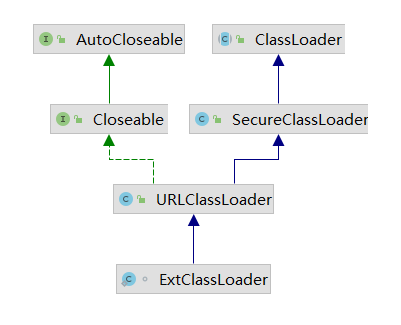 AutoCloseable
ClassLoader
Closeable
SecureClassLoader
URLClassLoader
ExtClassLoader